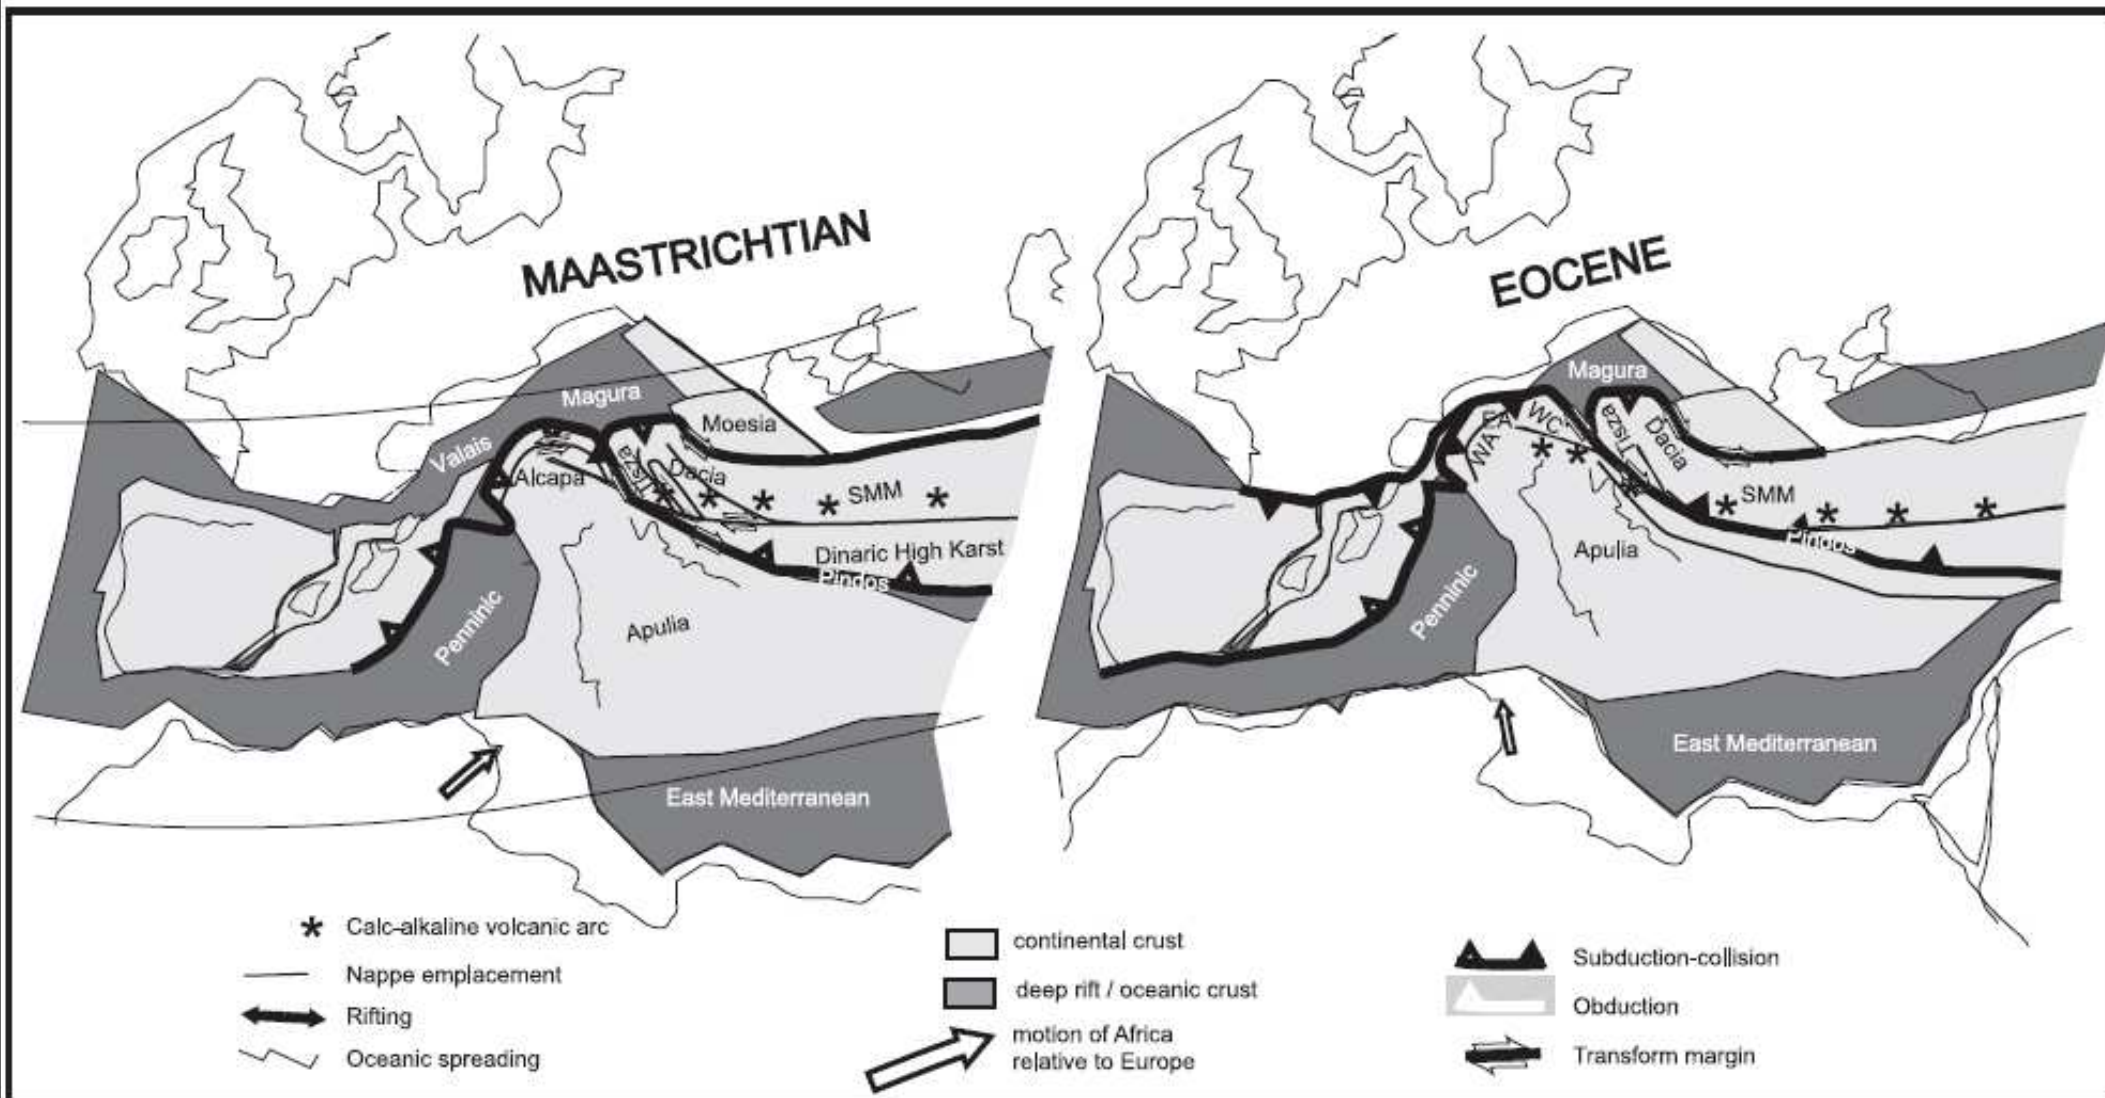 MAASTRICHTIAN
Magura
Moesia
Valais
Alcapa
Tisza
Dacia
SMM
Dinaric High Karst
Pindos
Penninic
Apulia
East Mediterranean
EOCENE
Magura
EA
WC
WA
Tisza
Dacia
SMM
Pindos
Apulia
Penninic
East Mediterranean
Calc-alkaline volcanic arc
Nappe emplacement
Rifting
Oceanic spreading
continental crust
deep rift / oceanic crust
motion of Africa
relative to Europe
Subduction-collision
Obduction
Transform margin